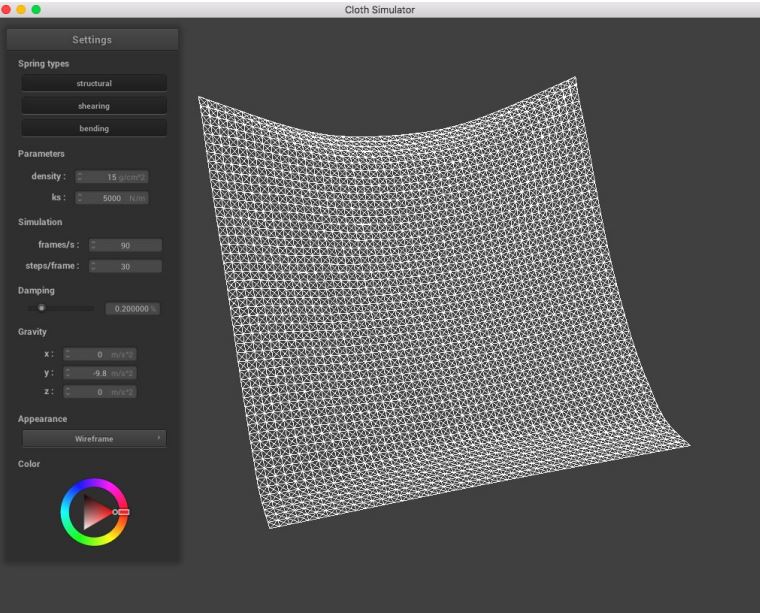 Cloth Simulator
Settings
Spring types
structural
shearing
bending
Parameters
density : 15 g/cm^2
ks : 5000 N/m
Simulation
frames/s : 90
steps/frame : 30
Damping
0.200000 %
Gravity
x : 0 m/s^2
y : -9.8 m/s^2
z : 0 m/s^2
Appearance
Wireframe
Color